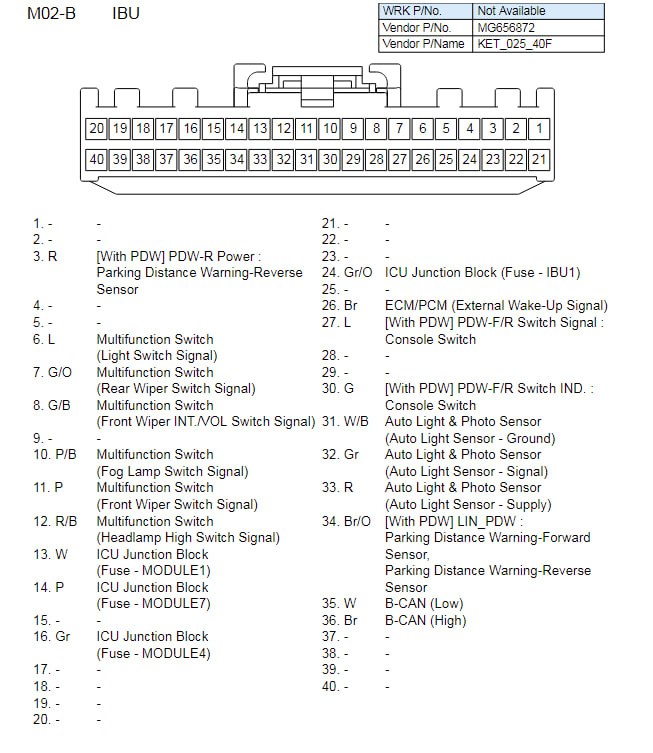 M02-B IBU
WRK P/No. Not Available
Vendor P/No. MG656872
Vendor P/Name KET_025_40F
20 19 18 17 16 15 14 13 12 11 10 9 8 7 6 5 4 3 2 1
40 39 38 37 36 35 34 33 32 31 30 29 28 27 26 25 24 23 22 21
1. - -
2. - -
3. R [With PDW] PDW-R Power :
Parking Distance Warning-Reverse
Sensor
4. - -
5. - -
6. L Multifunction Switch
(Light Switch Signal)
7. G/O Multifunction Switch
(Rear Wiper Switch Signal)
8. G/B Multifunction Switch
(Front Wiper INT./VOL Switch Signal)
9. - -
10. P/B Multifunction Switch
(Fog Lamp Switch Signal)
11. P Multifunction Switch
(Front Wiper Switch Signal)
12. R/B Multifunction Switch
(Headlamp High Switch Signal)
13. W ICU Junction Block
(Fuse - MODULE1)
14. P ICU Junction Block
(Fuse - MODULE7)
15. - -
16. Gr ICU Junction Block
(Fuse - MODULE4)
17. - -
18. - -
19. - -
20. - -
21. - -
22. - -
23. - -
24. Gr/O ICU Junction Block (Fuse - IBU1)
25. - -
26. Br ECM/PCM (External Wake-Up Signal)
27. L [With PDW] PDW-F/R Switch Signal :
Console Switch
28. - -
29. - -
30. G [With PDW] PDW-F/R Switch IND. :
Console Switch
31. W/B Auto Light & Photo Sensor
(Auto Light Sensor - Ground)
32. Gr Auto Light & Photo Sensor
(Auto Light Sensor - Signal)
33. R Auto Light & Photo Sensor
(Auto Light Sensor - Supply)
34. Br/O [With PDW] LIN_PDW :
Parking Distance Warning-Forward
Sensor,
Parking Distance Warning-Reverse
Sensor
35. W B-CAN (Low)
36. Br B-CAN (High)
37. - -
38. - -
39. - -
40. - -